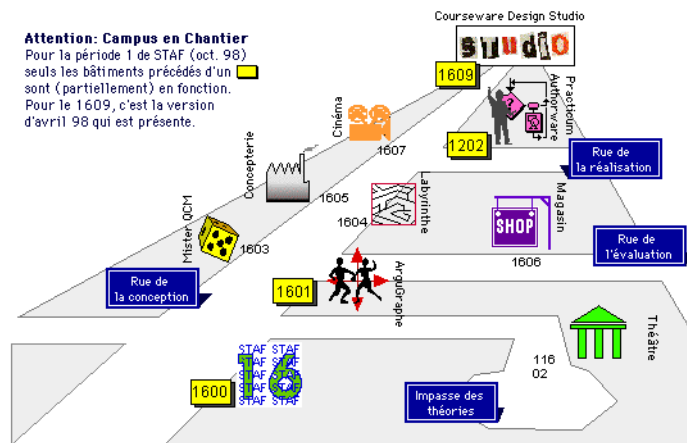 Courseware Design Studio
STUDIO
Attention: Campus en Chantier
Pour la période 1 de STAF (oct. 98)
seuls les bâtiments précédés d'un
sont (partiellement) en fonction.
Pour le 1609, c'est la version
d'avril 98 qui est présente.
1609
Practicum
Authorware
Cinéma
1607
1202
Rue de
la réalisation
Concepterie
1605
Labyrinthe
1604
Magasin
SHOP
Mister QCM
1603
Rue de
l'évaluation
1606
Rue de
la conception
1601
ArguGraphe
Théâtre
STAF STAF
STAF STAF
STAF STAF
STAF STAF
STAF STAF
16
1600
116
02
Impasse des
théories